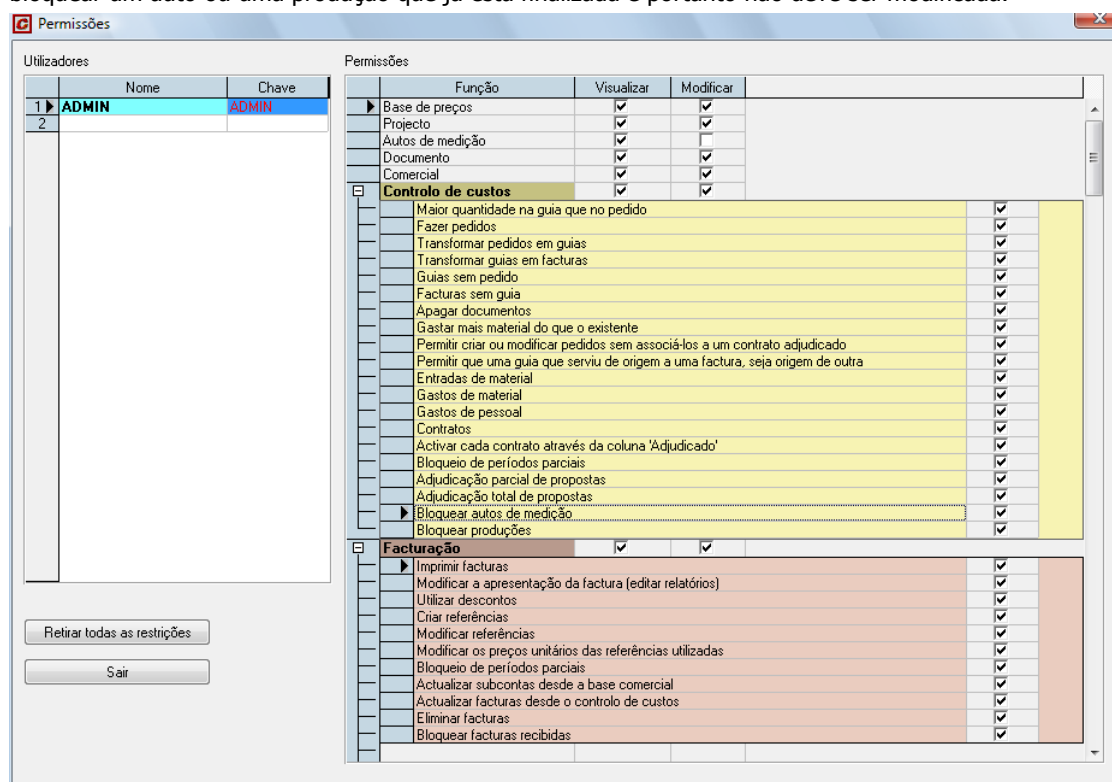 bloquear um auto ou uma produção que já está finalizada e portanto não deve ser modificada.
Permissões
Utilizadores
Permissões
Nome Chave
1 ADMIN ADMIN
2
Função Visualizar Modificar
Base de preços
Projecto
Autos de medição
Documento
Comercial
Controlo de custos
Maior quantidade na guia que no pedido
Fazer pedidos
Transformar pedidos em guias
Transformar guias em facturas
Guias sem pedido
Facturas sem guia
Apagar documentos
Gastar mais material do que o existente
Permitir criar ou modificar pedidos sem associá-los a um contrato adjudicado
Permitir que uma guia que serviu de origem a uma factura, seja origem de outra
Entradas de material
Gastos de material
Gastos de pessoal
Contratos
Activar cada contrato através da coluna 'Adjudicado'
Bloqueio de períodos parciais
Adjudicação parcial de propostas
Adjudicação total de propostas
Bloquear autos de medição
Bloquear produções
Facturação
Imprimir facturas
Modificar a apresentação da factura (editar relatórios)
Utilizar descontos
Criar referências
Modificar referências
Modificar os preços unitários das referências utilizadas
Bloqueio de períodos parciais
Actualizar subcontas desde a base comercial
Actualizar facturas desde o controlo de custos
Eliminar facturas
Bloquear facturas recibidas
Retirar todas as restrições
Sair